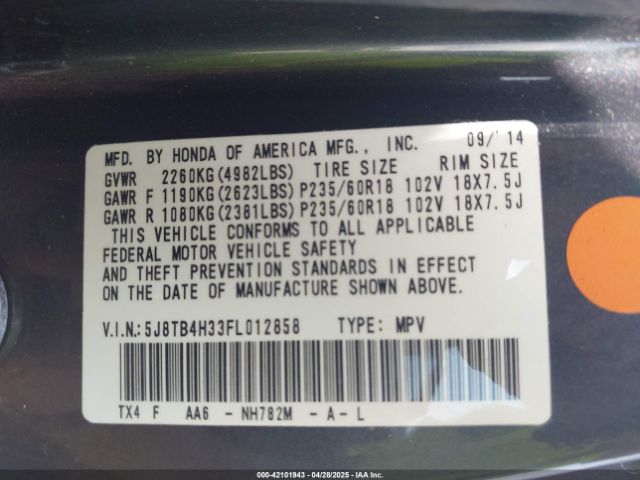 MFD. BY HONDA OF AMERICA MFG., INC. 09/'14
GVWR 2260KG(4982LBS) TIRE SIZE RIM SIZE
GAWR F 1190KG(2623LBS)P235/60R18 102V 18X7.5J
GAWR R 1080KG(2381LBS)P235/60R18 102V 18X7.5J
THIS VEHICLE CONFORMS TO ALL APPLICABLE
FEDERAL MOTOR VEHICLE SAFETY
AND THEFT PREVENTION STANDARDS IN EFFECT
ON THE DATE OF MANUFACTURE SHOWN ABOVE.
V.I.N.:5J8TB4H33FL012858 TYPE: MPV
TX4 F AA6 - NH782M - A - L
000-42101943 | 04/28/2025 - IAA |